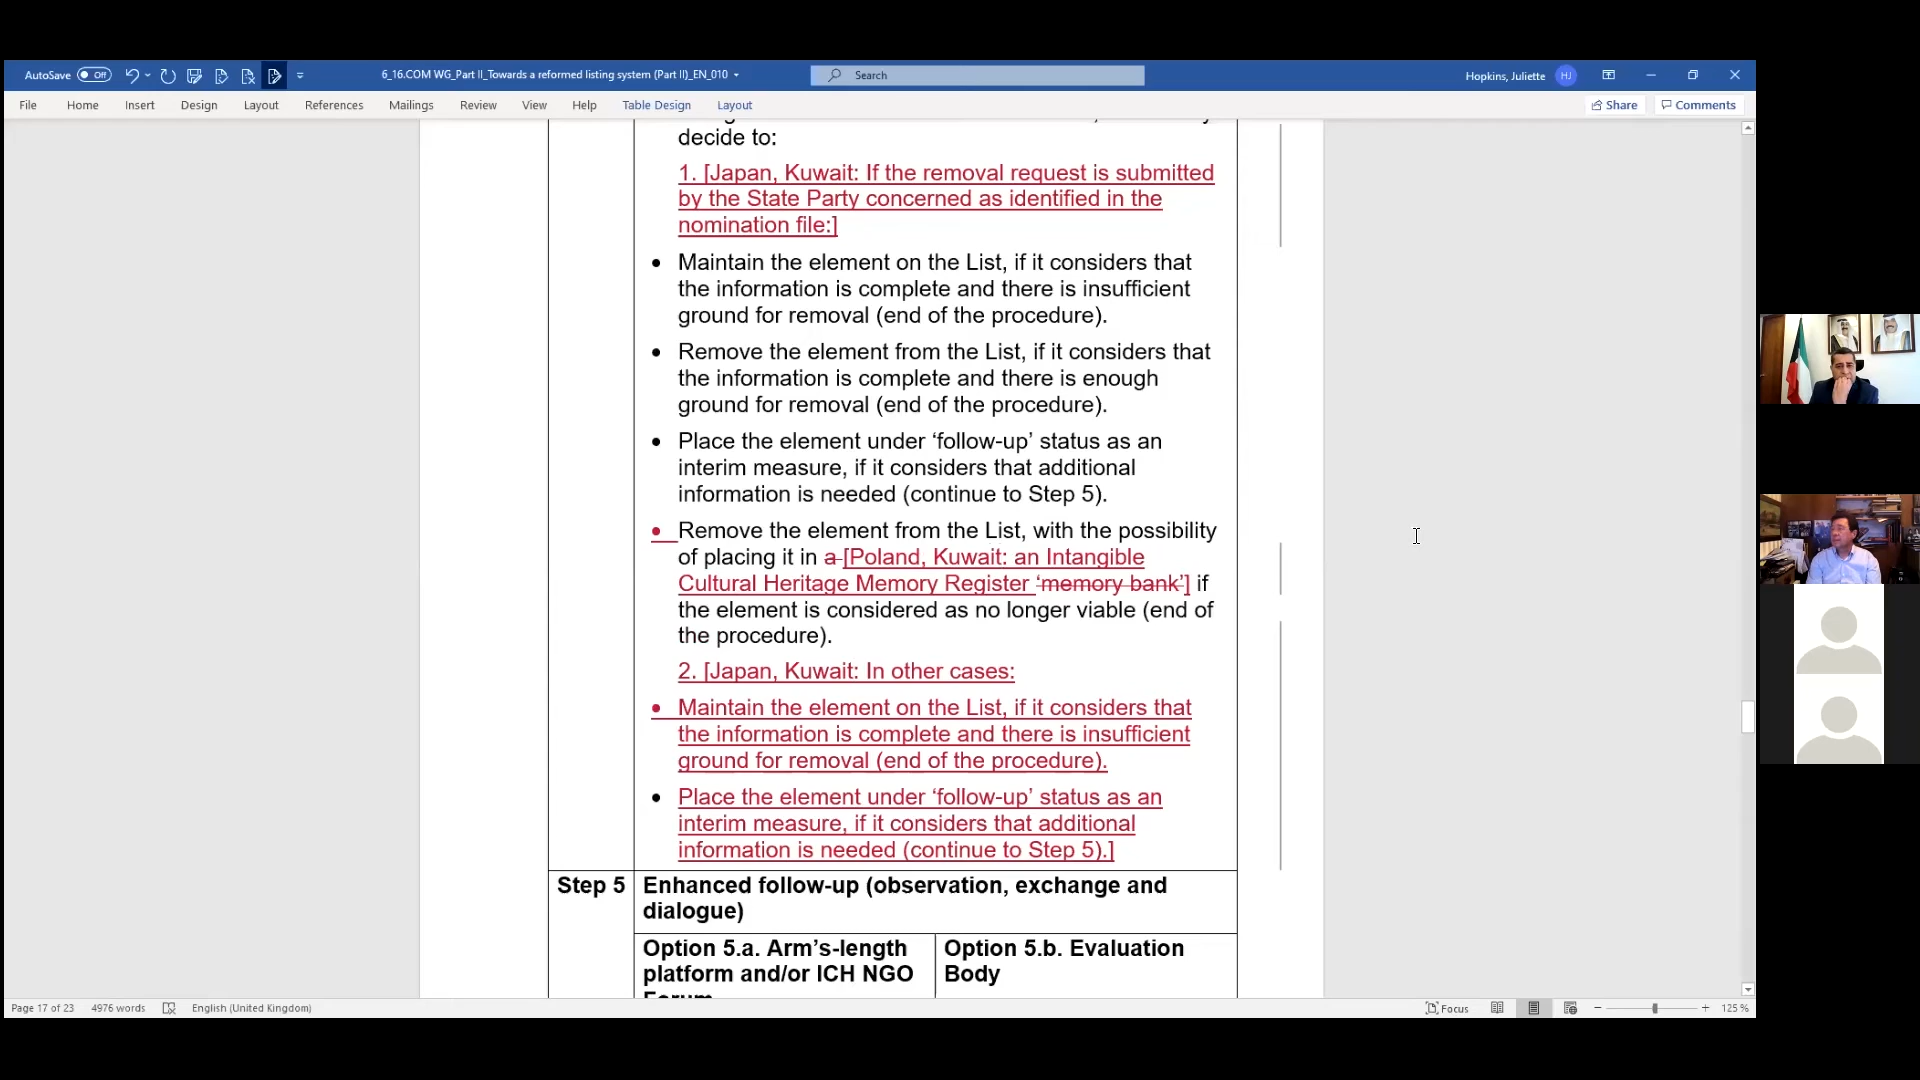 AutoSave Off 6_16.COM WG_Part II_Towards a reformed listing system (Part II)_EN_010 Search Hopkins, Juliette HJ
File Home Insert Design Layout References Mailings Review View Help Table Design Layout Share Comments
decide to:
1. [Japan, Kuwait: If the removal request is submitted
by the State Party concerned as identified in the
nomination file:]
• Maintain the element on the List, if it considers that
the information is complete and there is insufficient
ground for removal (end of the procedure).
• Remove the element from the List, if it considers that
the information is complete and there is enough
ground for removal (end of the procedure).
• Place the element under ‘follow-up’ status as an
interim measure, if it considers that additional
information is needed (continue to Step 5).
• Remove the element from the List, with the possibility
of placing it in a [Poland, Kuwait: an Intangible
Cultural Heritage Memory Register ‘memory bank’] if
the element is considered as no longer viable (end of
the procedure).
2. [Japan, Kuwait: In other cases:
• Maintain the element on the List, if it considers that
the information is complete and there is insufficient
ground for removal (end of the procedure).
• Place the element under ‘follow-up’ status as an
interim measure, if it considers that additional
information is needed (continue to Step 5).]
Step 5 Enhanced follow-up (observation, exchange and
dialogue)
Option 5.a. Arm’s-length
platform and/or ICH NGO
Forum
Option 5.b. Evaluation
Body
Page 17 of 23 4976 words English (United Kingdom) Focus 125 %